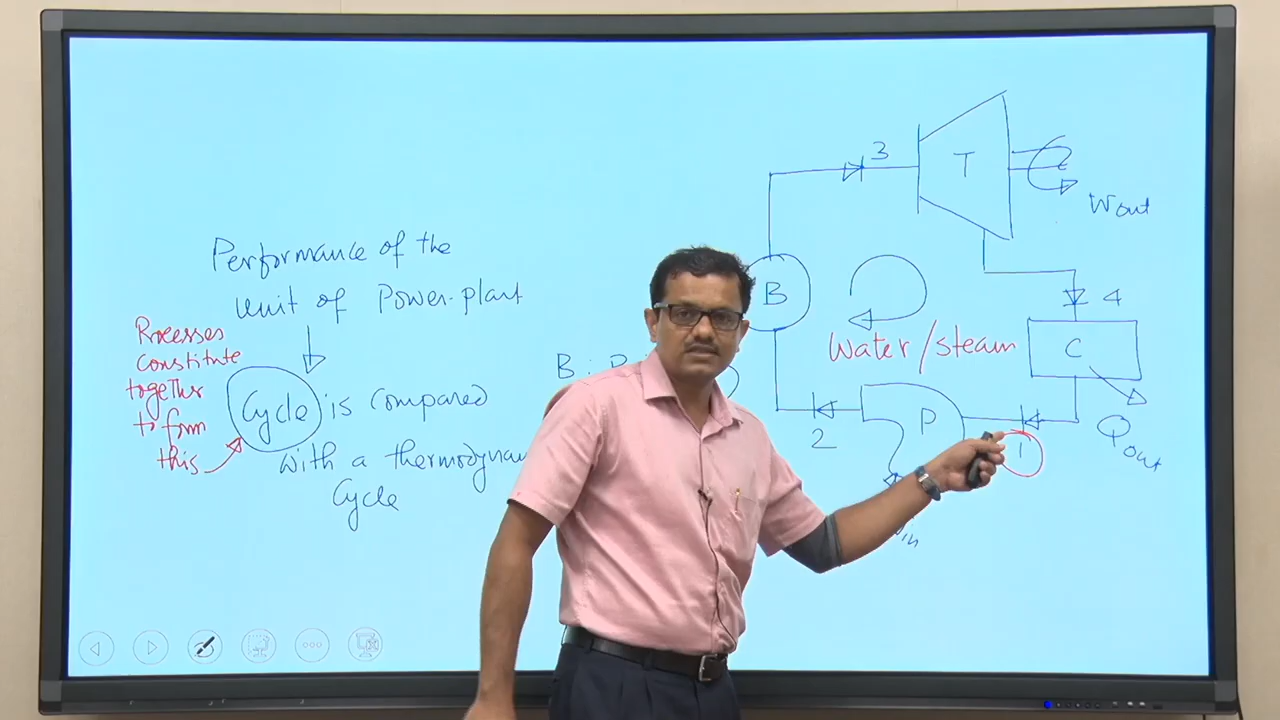 Performance of the
Unit of Power-plant
Processes
constitute
together
to form
this
Cycle is compared
with a
Cycle
3
T
Wout
B
4
Water/steam
C
B :
2
P
1
Qout
in